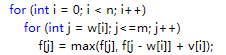 for (int i = 0; i < n; i++)
for (int j = w[i]; j<=m; j++)
f[j] = max(f[j], f[j - w[i]] + v[i]);